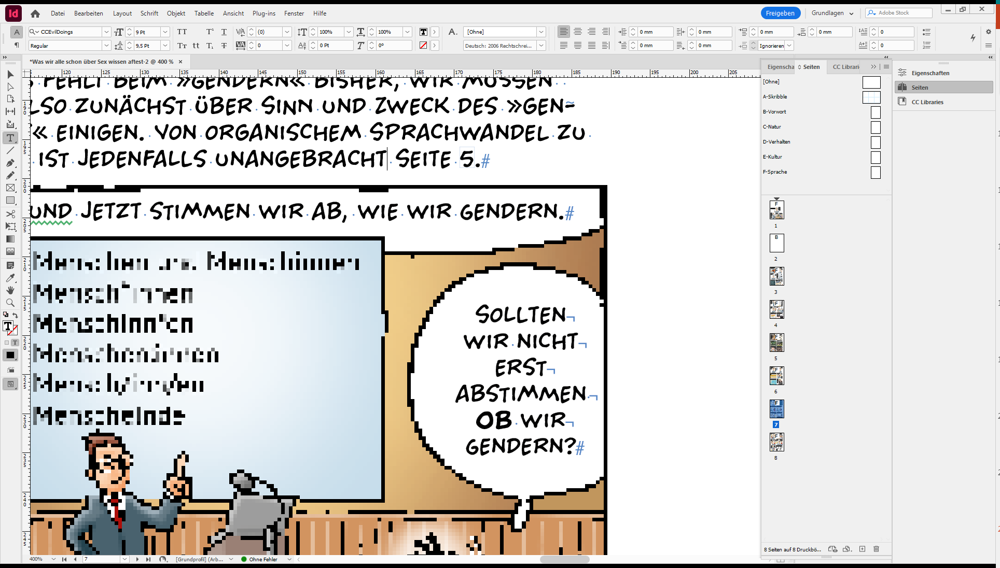 Id
Datei Bearbeiten Layout Schrift Objekt Tabelle Ansicht Plug-ins Fenster Hilfe
Freigeben Grundlagen Adobe Stock
CCEvilDoings 9 Pt (0) 100% 100% [Ohne] 0 mm 0 mm 0 mm 0 mm 0
Regular 9,5 Pt 0 0 Pt 0° Deutsch: 2006 Rechtschrei... 0 mm 0 mm Ignorieren 0
*Was wir alle schon über Sex wissen aftest-2 @ 400 %
120 125 130 135 140 145 150 155 160 165 170 175 180 185 190 195 200 205
FEHLT BEIM »GENDERN« BISHER, WIR MÜSSEN
LSO ZUNÄCHST ÜBER SINN UND ZWECK DES »GEN-
« EINIGEN. VON ORGANISCHEM SPRACHWANDEL ZU
IST JEDENFALLS UNANGEBRACHT SEITE 5.#
UND JETZT STIMMEN WIR AB, WIE WIR GENDERN.#
Menschen und Menschinnen
Mensch*innen
MenschInn*en
Menschenden
SOLLTEN
WIR NICHT
ERST
ABSTIMMEN
OB WIR
GENDERN?#
Eigenscha Seiten CC Librari
[Ohne]
A-Skribble
B-Vorwort
C-Natur
D-Verhalten
E-Kultur
F-Sprache
F
1
B
2
F
3
F
4
F
5
F
6
F
7
F
8
8 Seiten auf 8 Druckbö...
Eigenschaften
Seiten
CC Libraries
400% 7 [Grundprofil] (Arb... Ohne Fehler